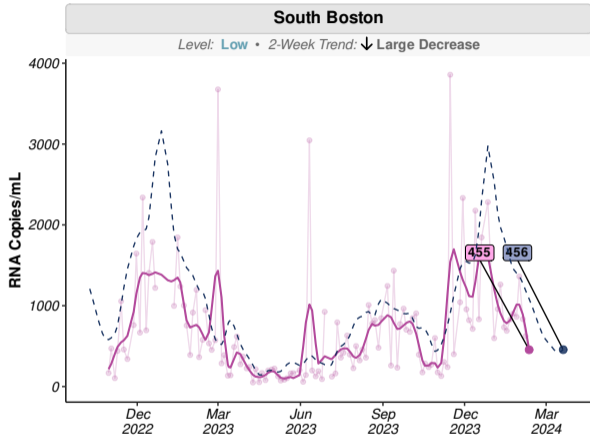 South Boston
Level: Low • 2-Week Trend: ↓ Large Decrease
RNA Copies/mL
4000
3000
2000
1000
0
455
456
Dec 2022
Mar 2023
Jun 2023
Sep 2023
Dec 2023
Mar 2024